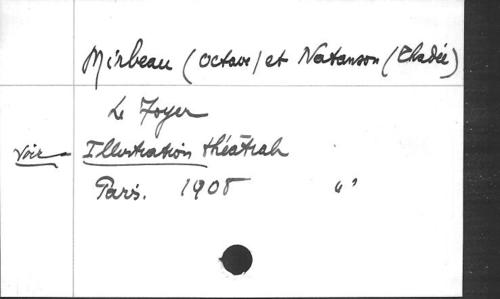 Mirbeau (Octave) et Natanson (Thadée)
Le Foyer
Voir - Illustration théâtrale
Paris. 1908 "